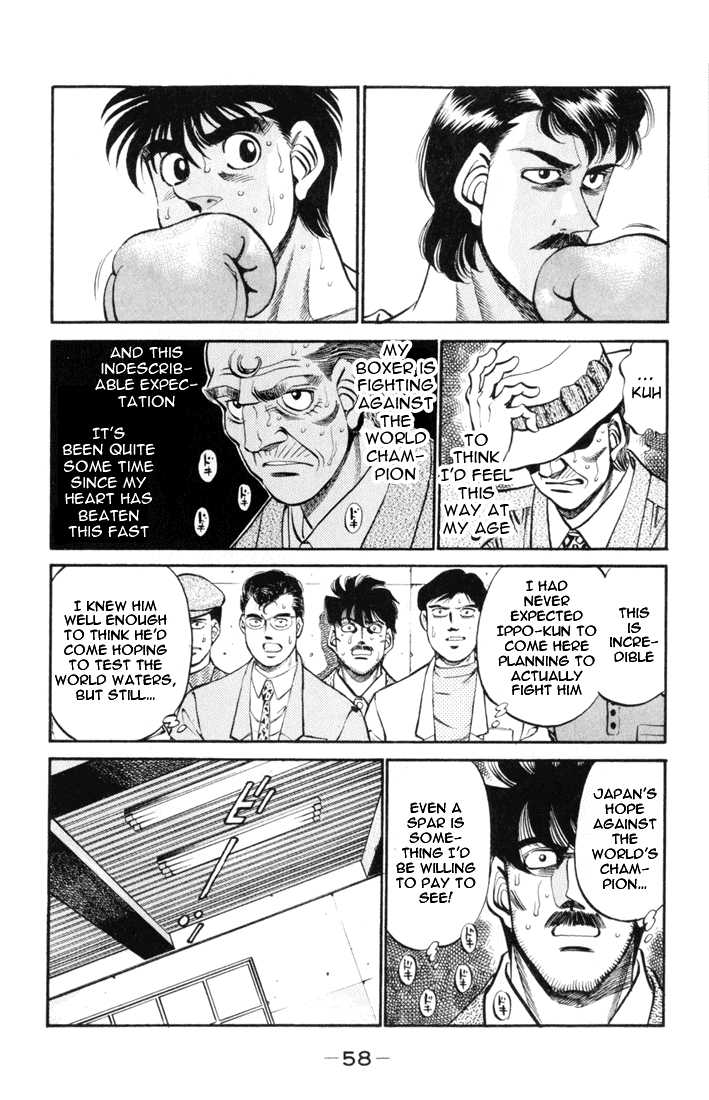 ...
KUH
TO
THINK
I'D FEEL
THIS
WAY AT
MY AGE
MY
BOXER IS
FIGHTING
AGAINST
THE
WORLD
CHAM-
PION
AND THIS
INDESCRIB-
ABLE EXPEC-
TATION
IT'S
BEEN QUITE
SOME TIME
SINCE MY
HEART HAS
BEATEN
THIS FAST
ドキ
ドキ
THIS
IS
INCRE-
DIBLE
I HAD
NEVER
EXPECTED
IPPO-KUN TO
COME HERE
PLANNING TO
ACTUALLY
FIGHT HIM
I KNEW HIM
WELL ENOUGH
TO THINK HE'D
COME HOPING
TO TEST THE
WORLD WATERS,
BUT STILL...
JAPAN'S
HOPE
AGAINST
THE
WORLD'S
CHAM-
PION...
EVEN A
SPAR IS
SOME-
THING I'D
BE WILLING
TO PAY TO
SEE!
ドキ
ドキ
ドキ
ドキ
ビーッ
-58-